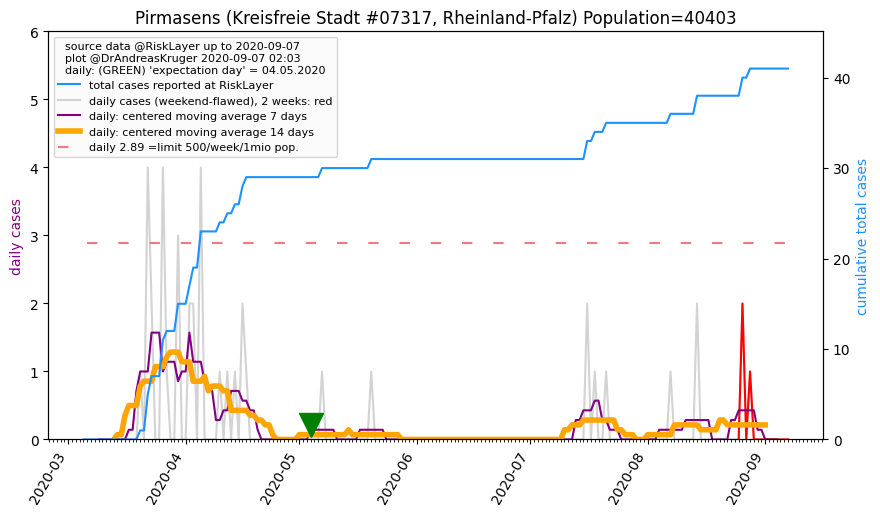 Pirmasens (Kreisfreie Stadt #07317, Rheinland-Pfalz) Population=40403
source data @RiskLayer up to 2020-09-07
plot @DrAndreasKruger 2020-09-07 02:03
daily: (GREEN) 'expectation day' = 04.05.2020
total cases reported at RiskLayer
daily cases (weekend-flawed), 2 weeks: red
daily: centered moving average 7 days
daily: centered moving average 14 days
daily 2.89 =limit 500/week/1mio pop.
daily cases
6
5
4
3
2
1
0
cumulative total cases
40
30
20
10
0
2020-03
2020-04
2020-05
2020-06
2020-07
2020-08
2020-09